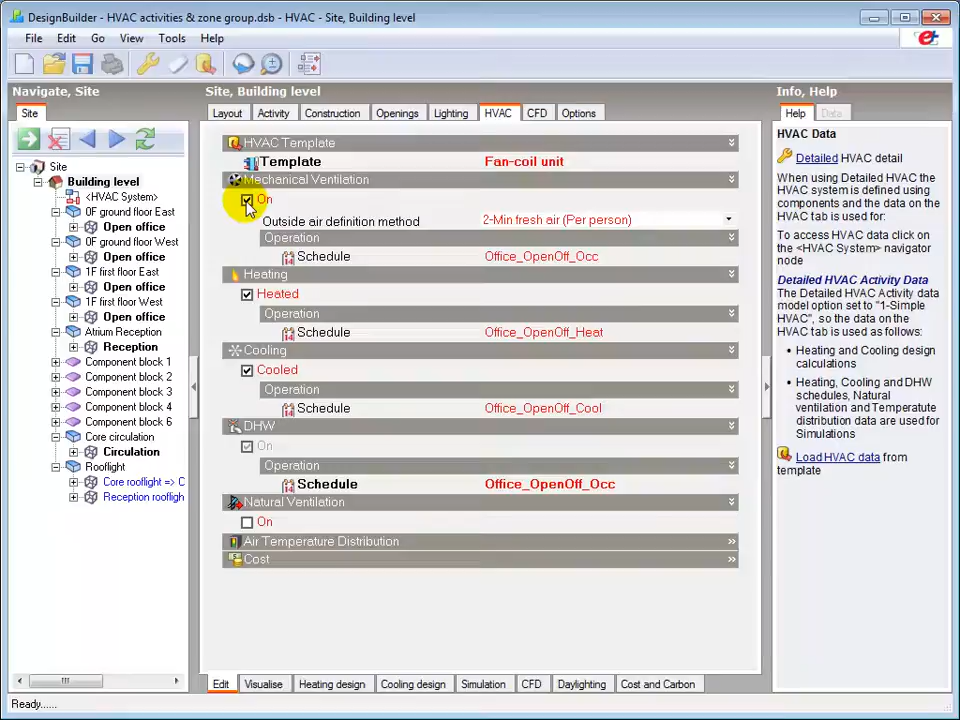 DesignBuilder - HVAC activities & zone group.dsb - HVAC - Site, Building level
File Edit Go View Tools Help
Navigate, Site
Site
Site
Building level
<HVAC System>
0F ground floor East
Open office
0F ground floor West
Open office
1F first floor East
Open office
1F first floor West
Open office
Atrium Reception
Reception
Component block 1
Component block 2
Component block 3
Component block 4
Component block 6
Core circulation
Circulation
Rooflight
Core rooflight => C
Reception roofligh
Site, Building level
Layout Activity Construction Openings Lighting HVAC CFD Options
HVAC Template
Template Fan-coil unit
Mechanical Ventilation
On
Outside air definition method 2-Min fresh air (Per person)
Operation
Schedule Office_OpenOff_Occ
Heating
Heated
Operation
Schedule Office_OpenOff_Heat
Cooling
Cooled
Operation
Schedule Office_OpenOff_Cool
DHW
On
Operation
Schedule Office_OpenOff_Occ
Natural Ventilation
On
Air Temperature Distribution
Cost
Edit Visualise Heating design Cooling design Simulation CFD Daylighting Cost and Carbon
Info, Help
Help Data
HVAC Data
Detailed HVAC detail
When using Detailed HVAC the
HVAC system is defined using
components and the data on
the HVAC tab is used for:
To access HVAC data click on
the <HVAC System> navigator
node
Detailed HVAC Activity Data
The Detailed HVAC Activity data
model option set to "1-Simple
HVAC", so the data on the
HVAC tab is used as follows:
• Heating and Cooling design
calculations
• Heating, Cooling and DHW
schedules, Natural
ventilation and Temperatute
distribution data are used for
Simulations
Load HVAC data from
template
Ready......